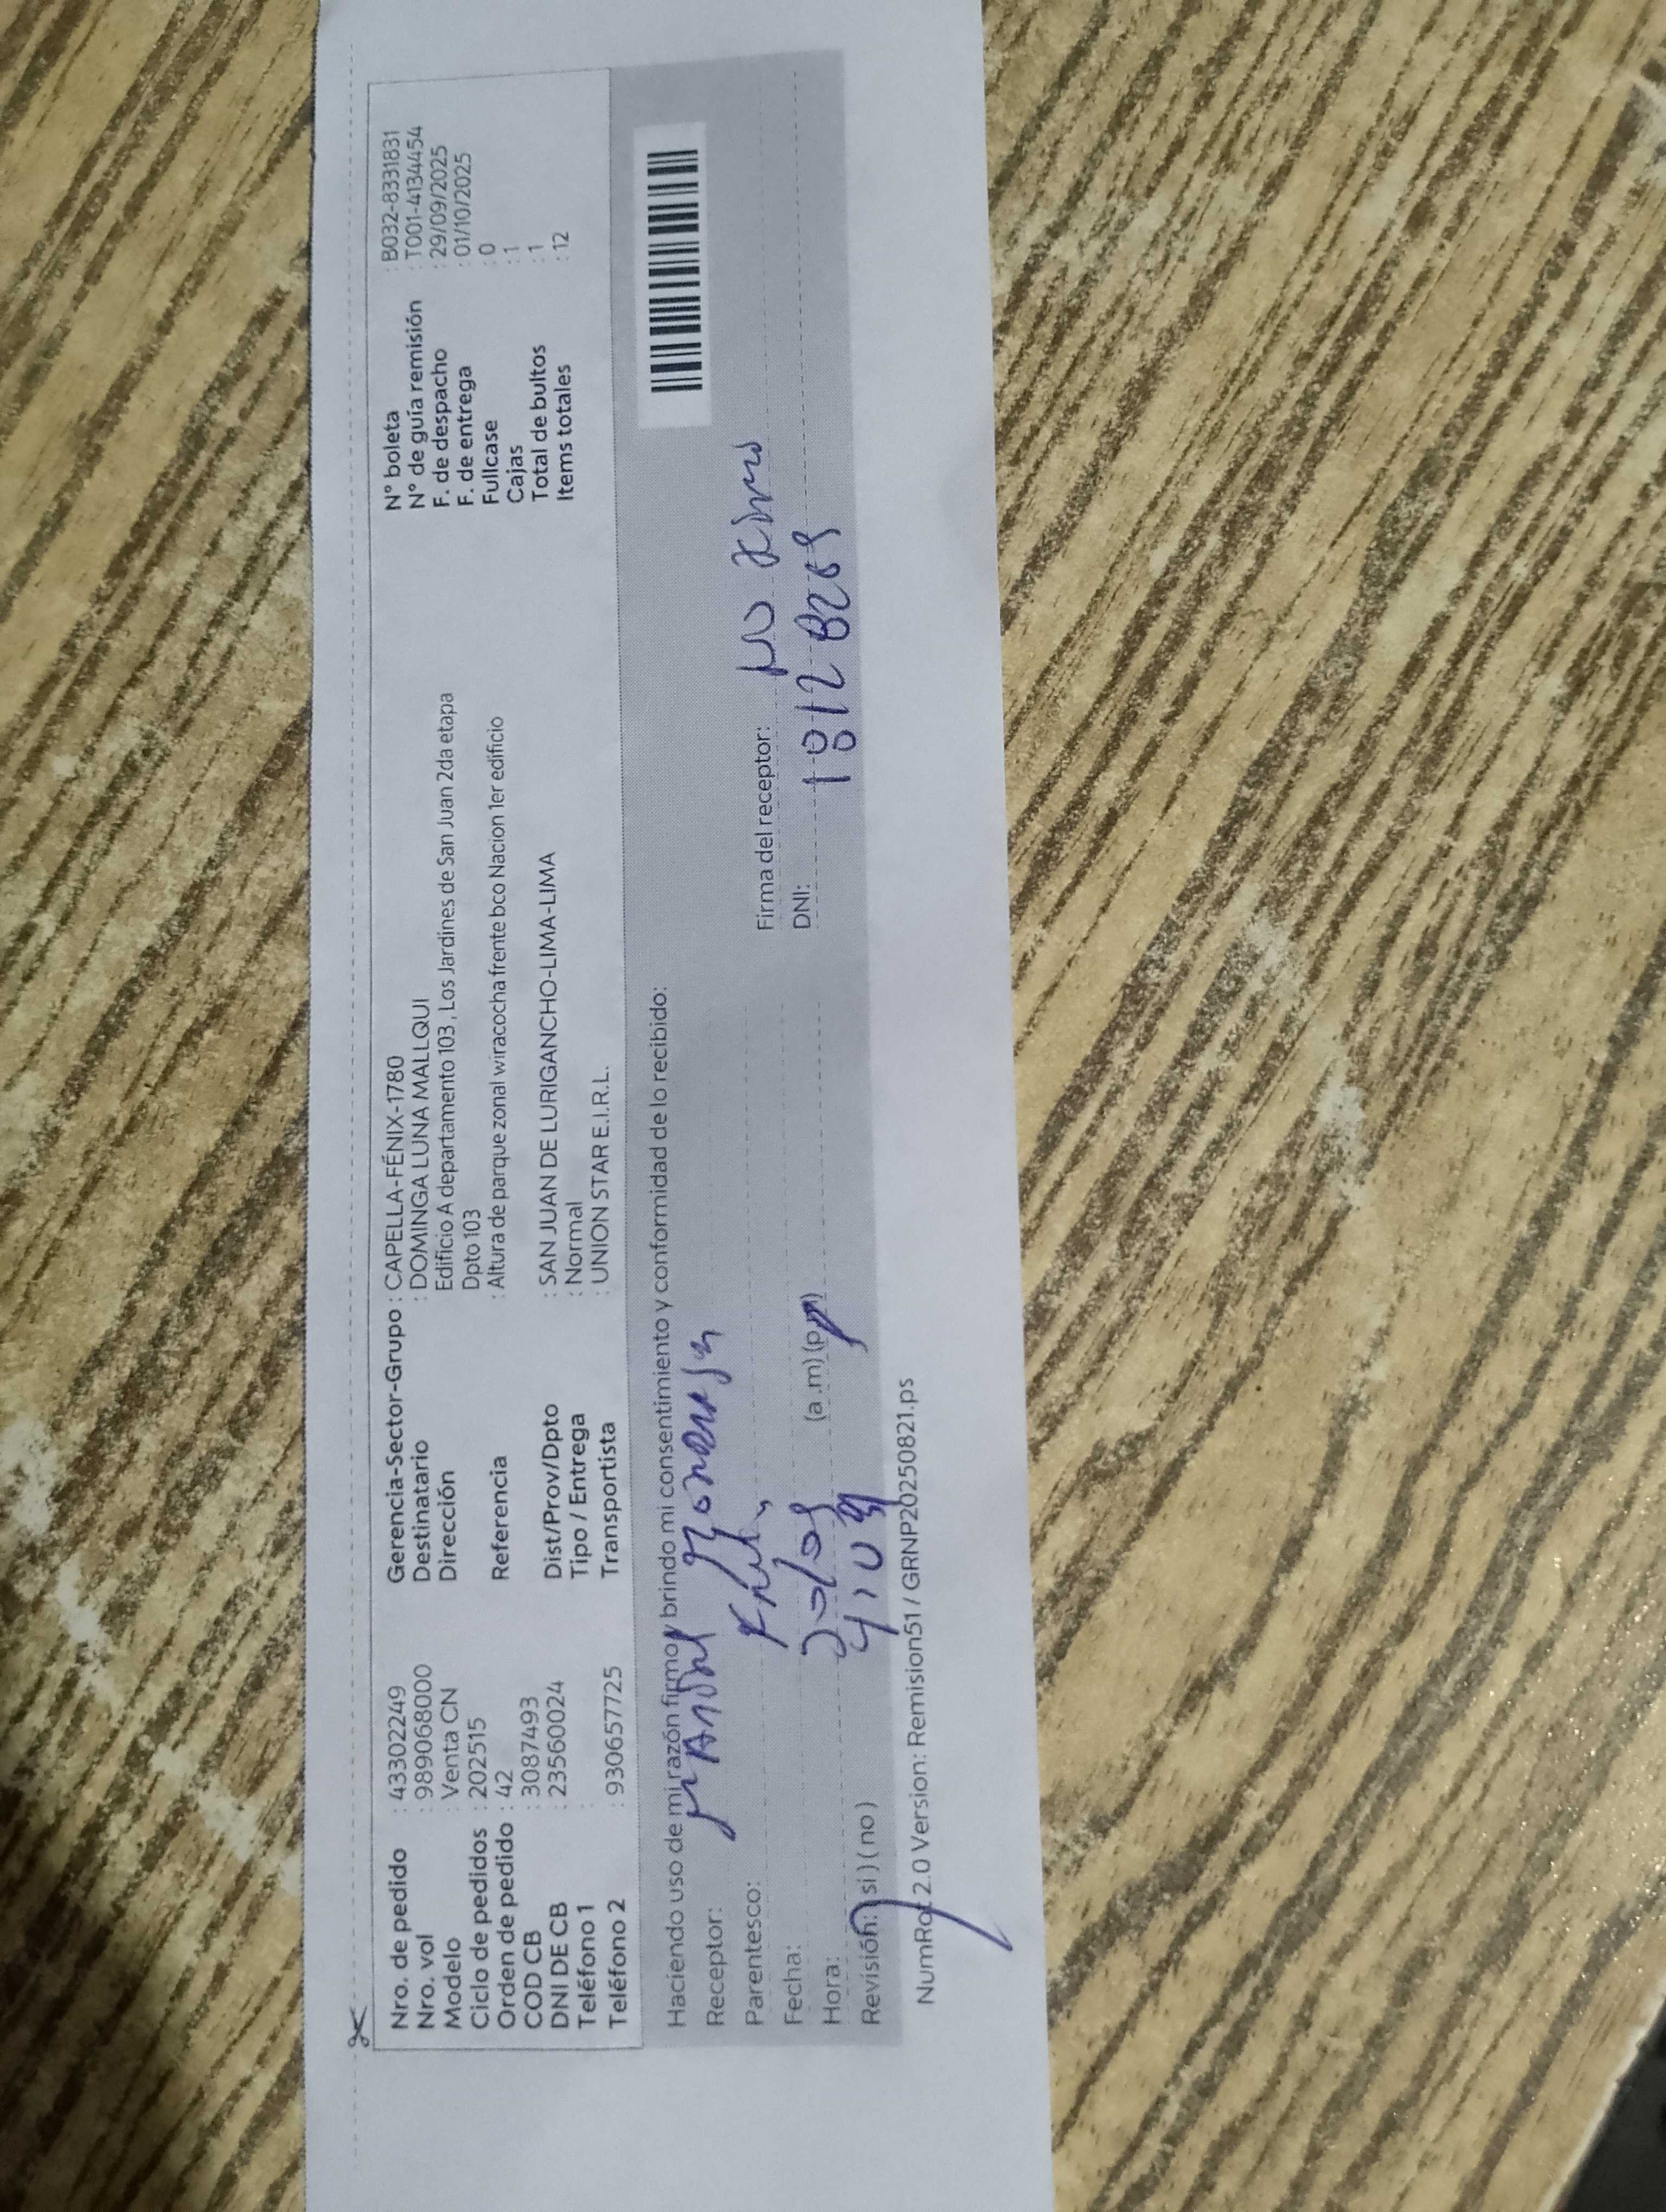 Nro. de pedido : 43302249
Nro. vol : 989068000
Modelo : Venta CN
Ciclo de pedidos : 202515
Orden de pedido : 42
COD CB : 3087493
DNI DE CB : 23560024
Teléfono 1 :
Teléfono 2 : 930657725
Gerencia-Sector-Grupo : CAPELLA-FÉNIX-1780
Destinatario : DOMINGA LUNA MALLQUI
Dirección Edificio A departamento 103 , Los Jardines de San Juan 2da etapa
Dpto 103
Referencia : Altura de parque zonal wiracocha frente bco Nacion 1er edificio
Dist/Prov/Dpto : SAN JUAN DE LURIGANCHO-LIMA-LIMA
Tipo / Entrega : Normal
Transportista : UNION STAR E.I.R.L.
N° boleta : B032-8331831
N° de guía remisión : T001-4134454
F. de despacho : 29/09/2025
F. de entrega : 01/10/2025
Fullcase : 0
Cajas : 1
Total de bultos : 1
Items totales : 12
Haciendo uso de mi razón firmo y brindo mi consentimiento y conformidad de lo recibido:
Receptor:
Parentesco:
Fecha:
Hora: (a .m) (p
Revisión: si ) ( no )
Firma del receptor: no
DNI:
2.0 Version: Remision51 / GRNP20250821.ps